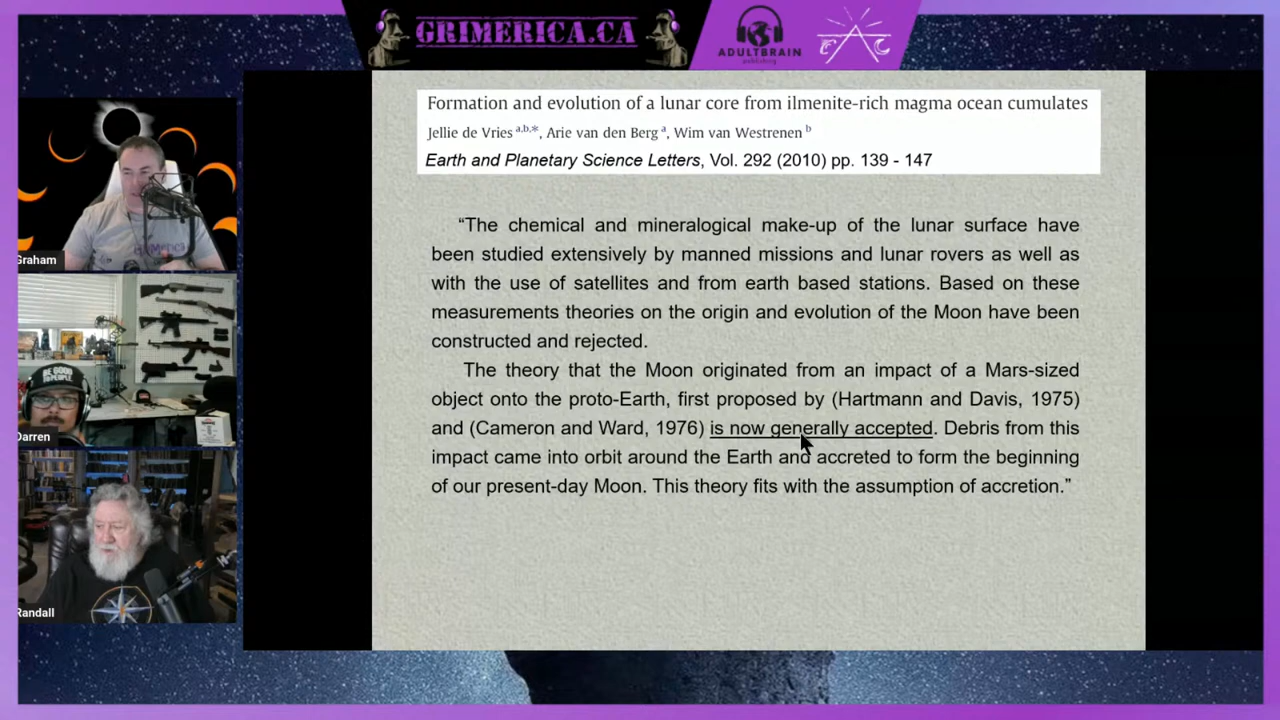 GRIMERICA.CA
ADULTBRAIN
publishing
C C
Graham
BE GOOD
TO PEOPLE.
Darren
Randall
Formation and evolution of a lunar core from ilmenite-rich magma ocean cumulates
Jellie de Vries a,b,*, Arie van den Berg a, Wim van Westrenen b
Earth and Planetary Science Letters, Vol. 292 (2010) pp. 139 - 147
“The chemical and mineralogical make-up of the lunar surface have
been studied extensively by manned missions and lunar rovers as well as
with the use of satellites and from earth based stations. Based on these
measurements theories on the origin and evolution of the Moon have been
constructed and rejected.
The theory that the Moon originated from an impact of a Mars-sized
object onto the proto-Earth, first proposed by (Hartmann and Davis, 1975)
and (Cameron and Ward, 1976) is now generally accepted. Debris from this
impact came into orbit around the Earth and accreted to form the beginning
of our present-day Moon. This theory fits with the assumption of accretion.”